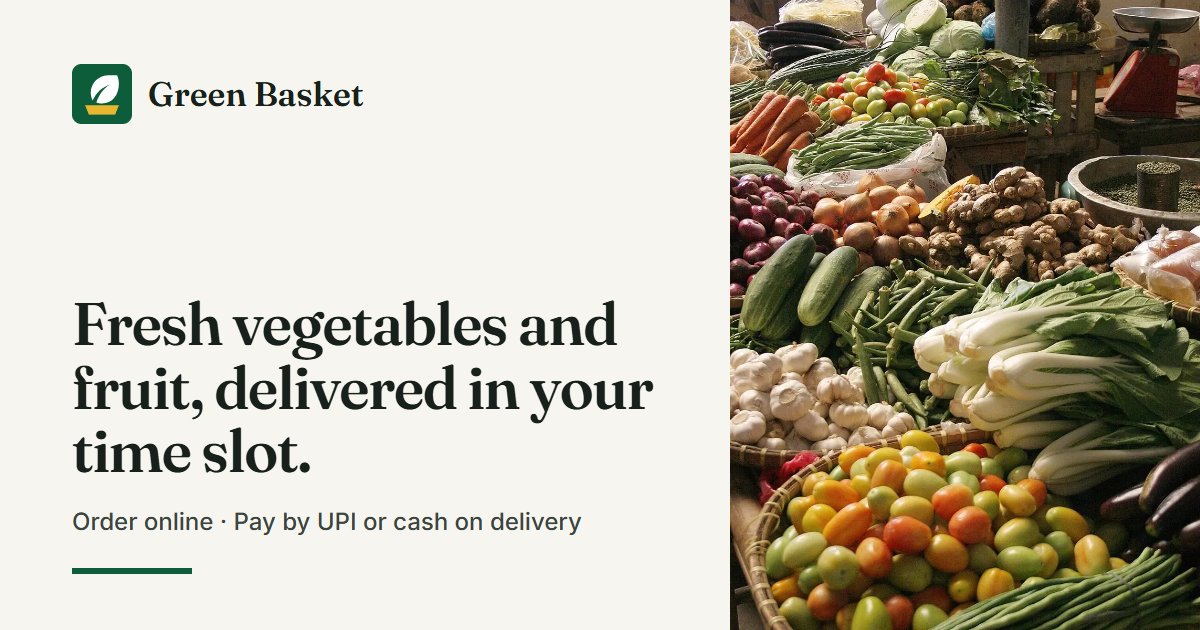 Green Basket
Fresh vegetables and
fruit, delivered in your
time slot.
Order online · Pay by UPI or cash on delivery